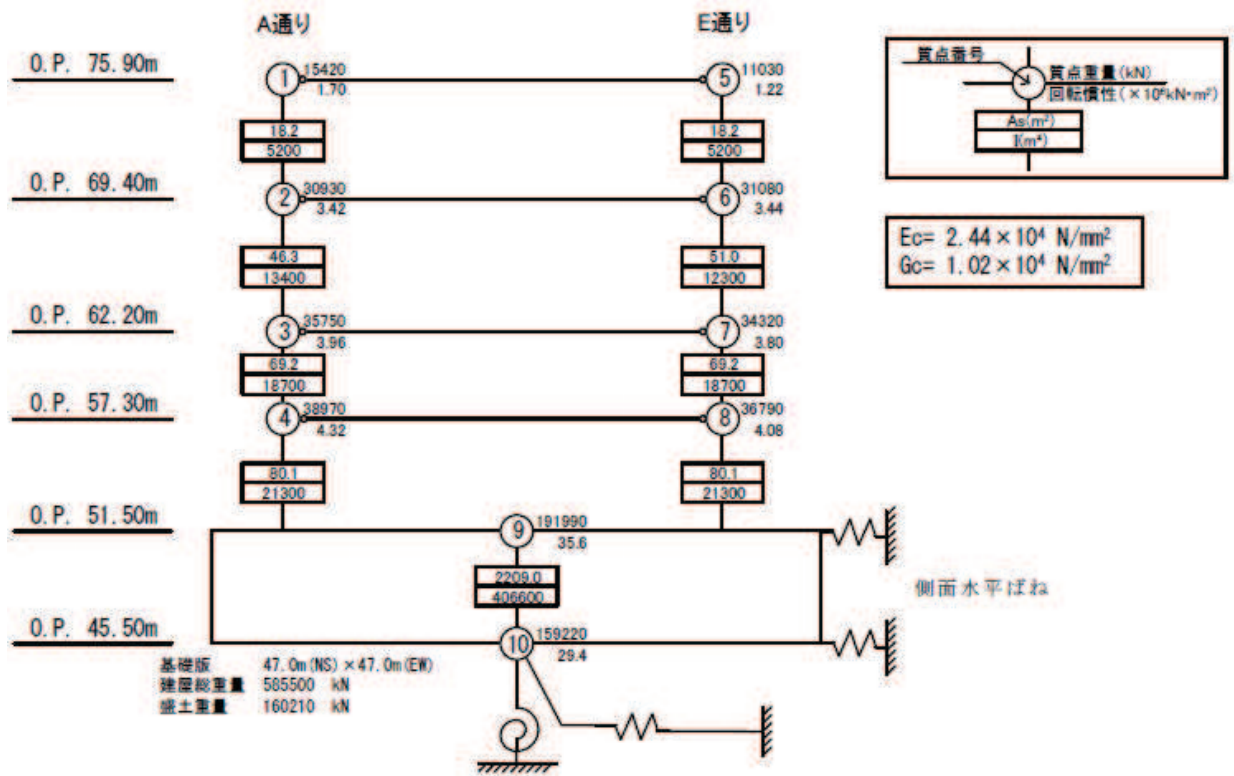 A通り E通り
O.P. 75.90m
1 15420 5 11030
1.70 1.22
18.2 18.2
5200 5200
O.P. 69.40m
2 30930 6 31080
3.42 3.44
46.3 51.0
13400 12300
O.P. 62.20m
3 35750 7 34320
3.96 3.80
69.2 69.2
18700 18700
O.P. 57.30m
4 38970 8 36790
4.32 4.08
80.1 80.1
21300 21300
O.P. 51.50m
9 191990
35.6
2209.0
406600
側面水平ばね
O.P. 45.50m
10 159220
29.4
基礎版 47.0m(NS)×47.0m(EW)
建屋総重量 585500 kN
盛土重量 160210 kN
質点番号
質点重量(kN)
回転慣性(×10⁶kN・m²)
As(m²)
I(m⁴)
Ec= 2.44×10⁴ N/mm²
Gc= 1.02×10⁴ N/mm²